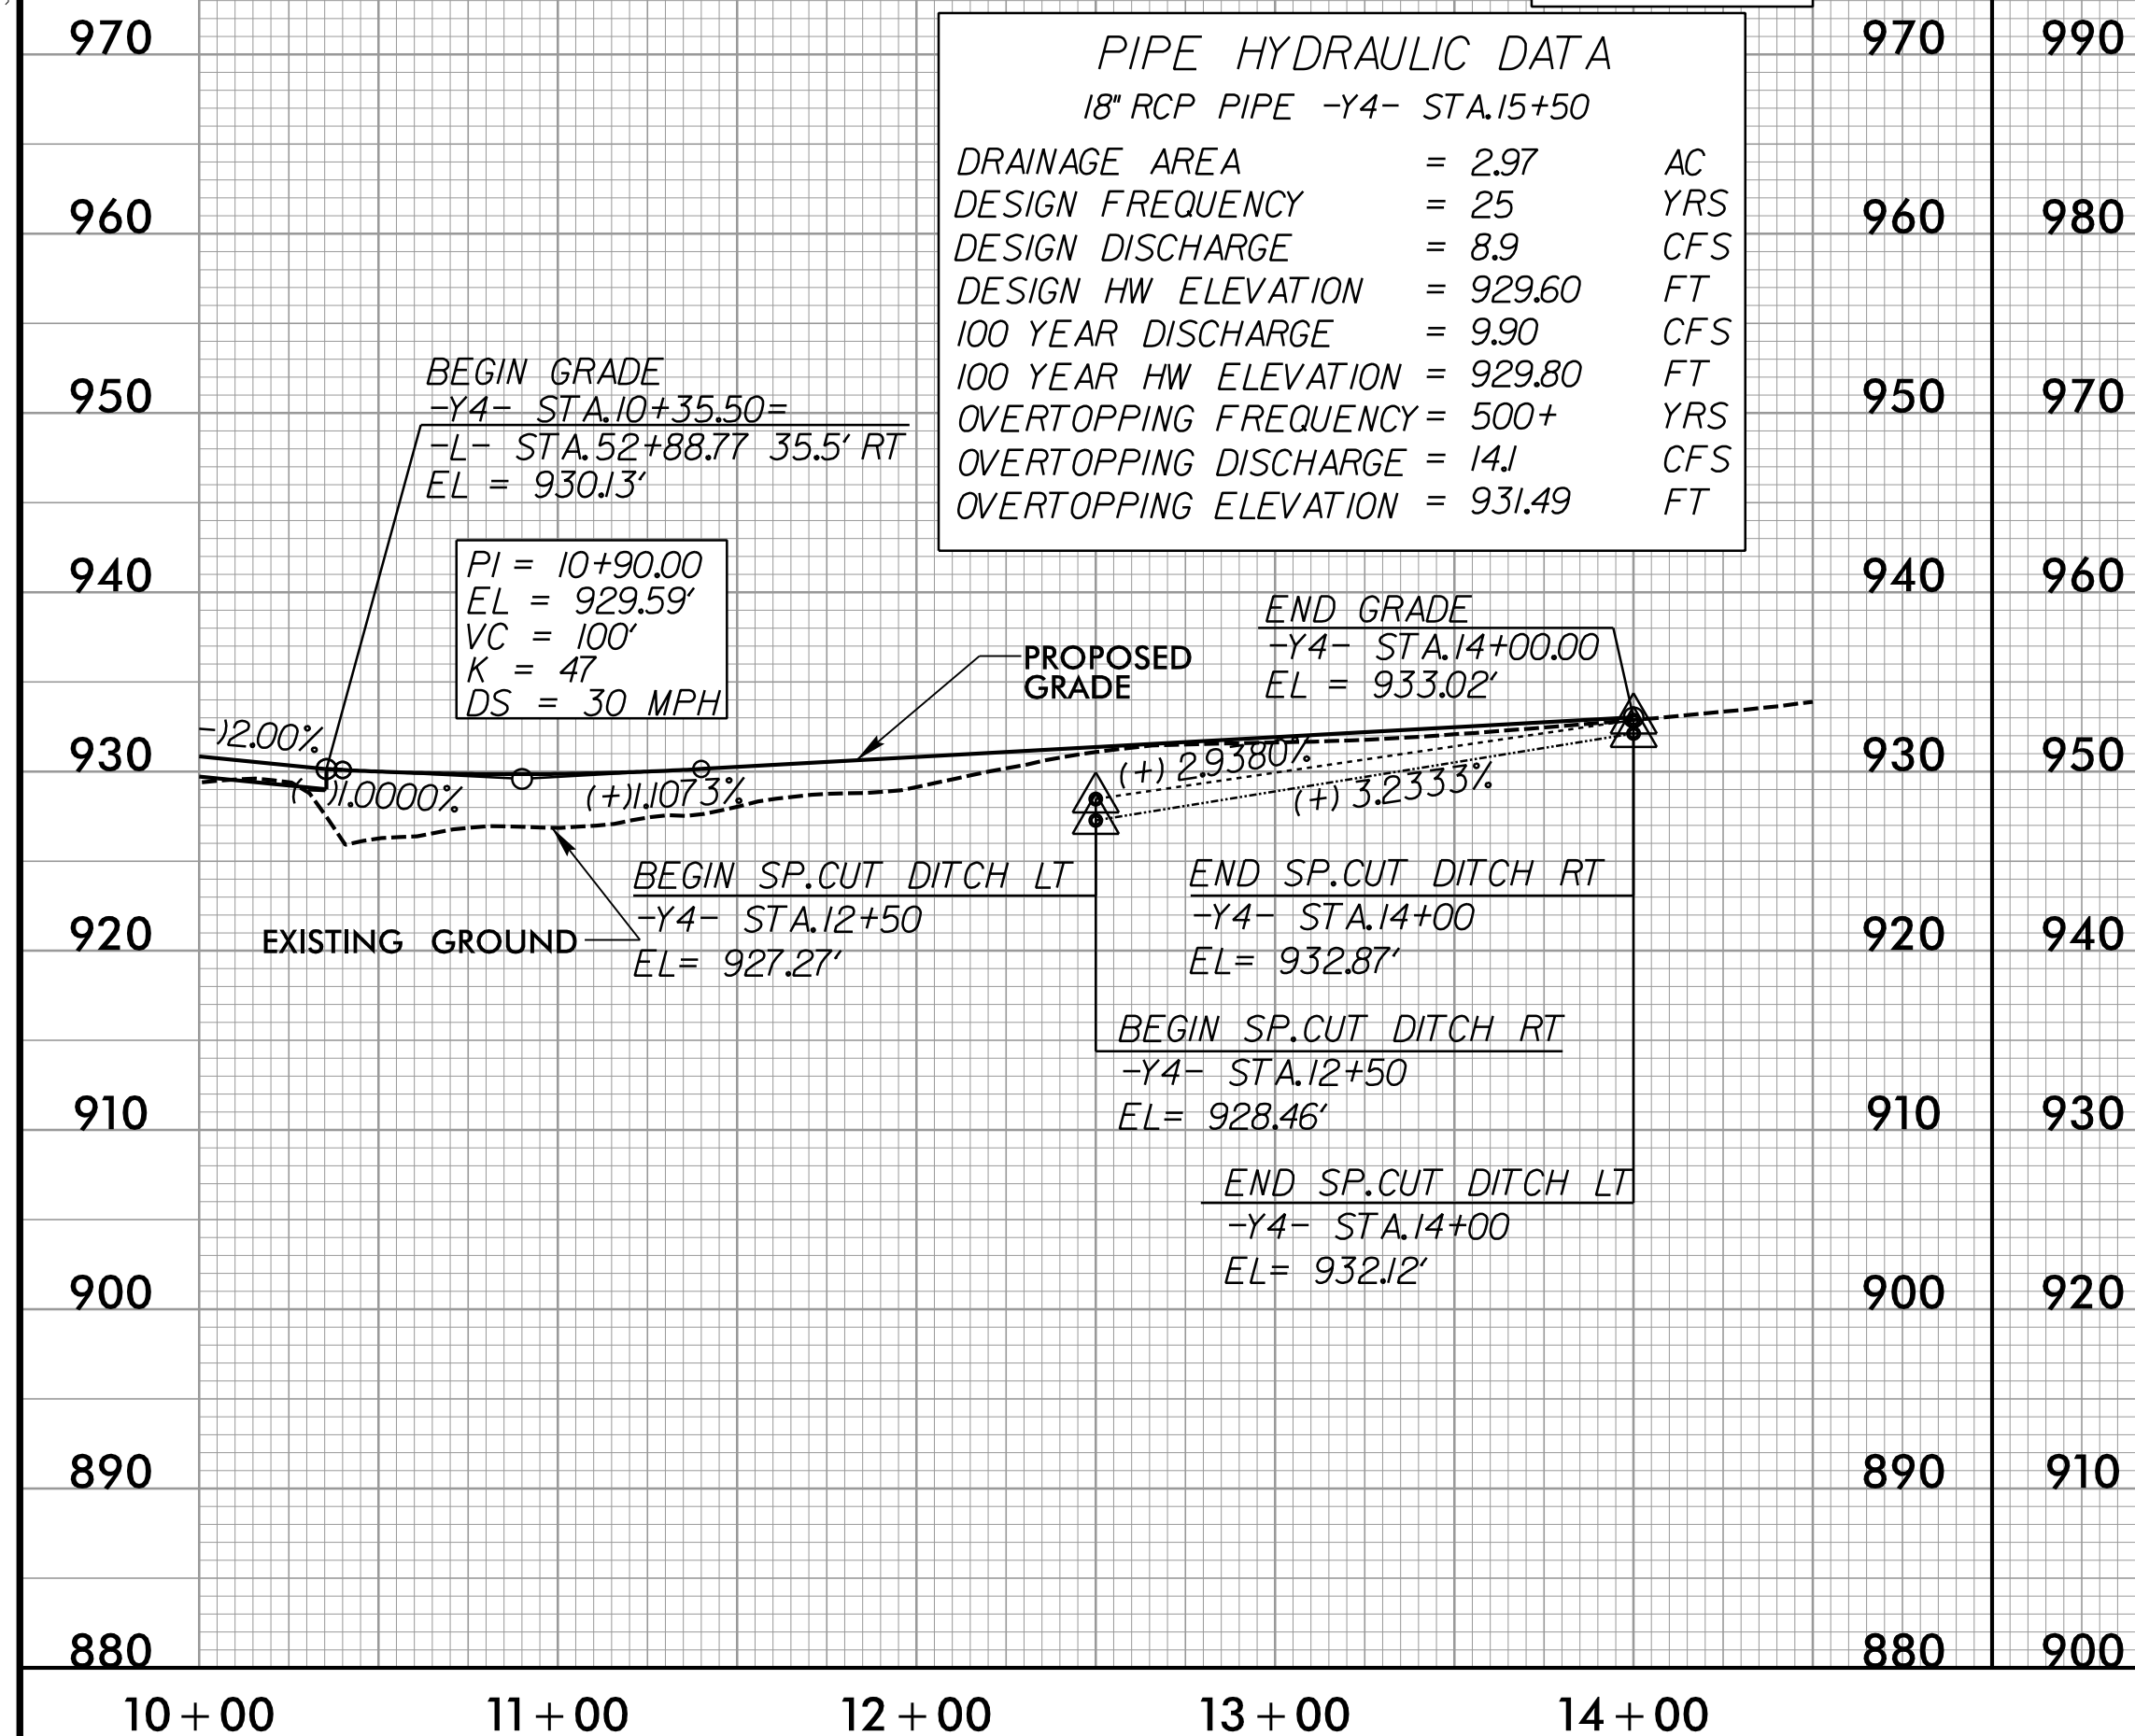 PIPE HYDRAULIC DATA
18" RCP PIPE -Y4- STA.15+50
DRAINAGE AREA = 2.97 AC
DESIGN FREQUENCY = 25 YRS
DESIGN DISCHARGE = 8.9 CFS
DESIGN HW ELEVATION = 929.60 FT
100 YEAR DISCHARGE = 9.90 CFS
100 YEAR HW ELEVATION = 929.80 FT
OVERTOPPING FREQUENCY = 500+ YRS
OVERTOPPING DISCHARGE = 14.1 CFS
OVERTOPPING ELEVATION = 931.49 FT
BEGIN GRADE
-Y4- STA.10+35.50=
-L- STA.52+88.77 35.5' RT
EL = 930.13'
PI = 10+90.00
EL = 929.59'
VC = 100'
K = 47
DS = 30 MPH
END GRADE
-Y4- STA.14+00.00
EL = 933.02'
PROPOSED
GRADE
-)2.00%
( )1.0000%
(+)1.1073%
(+) 2.9380%
(+) 3.2333%
EXISTING GROUND
BEGIN SP.CUT DITCH LT
-Y4- STA.12+50
EL= 927.27'
END SP.CUT DITCH RT
-Y4- STA.14+00
EL= 932.87'
BEGIN SP.CUT DITCH RT
-Y4- STA.12+50
EL= 928.46'
END SP.CUT DITCH LT
-Y4- STA.14+00
EL= 932.12'
970
960
950
940
930
920
910
900
890
880
970 990
960 980
950 970
940 960
930 950
920 940
910 930
900 920
890 910
880 900
10+00 11+00 12+00 13+00 14+00